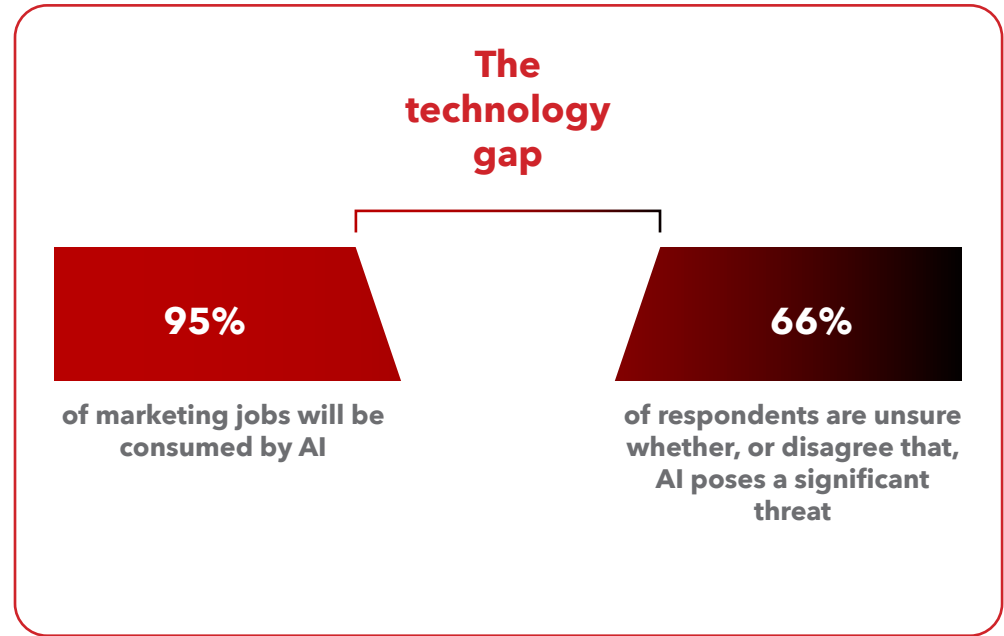 The
technology
gap
95%
of marketing jobs will be
consumed by AI
66%
of respondents are unsure
whether, or disagree that,
AI poses a significant
threat